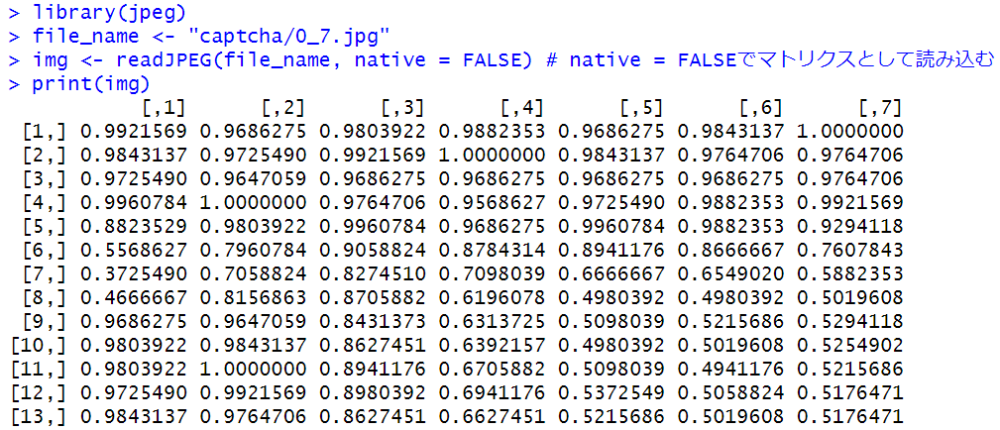 > library(jpeg)
> file_name <- "captcha/0_7.jpg"
> img <- readJPEG(file_name, native = FALSE) # native = FALSEでマトリクスとして読み込む
> print(img)
           [,1]      [,2]      [,3]      [,4]      [,5]      [,6]      [,7]
 [1,] 0.9921569 0.9686275 0.9803922 0.9882353 0.9686275 0.9843137 1.0000000
 [2,] 0.9843137 0.9725490 0.9921569 1.0000000 0.9843137 0.9764706 0.9764706
 [3,] 0.9725490 0.9647059 0.9686275 0.9686275 0.9686275 0.9686275 0.9764706
 [4,] 0.9960784 1.0000000 0.9764706 0.9568627 0.9725490 0.9882353 0.9921569
 [5,] 0.8823529 0.9803922 0.9960784 0.9686275 0.9960784 0.9882353 0.9294118
 [6,] 0.5568627 0.7960784 0.9058824 0.8784314 0.8941176 0.8666667 0.7607843
 [7,] 0.3725490 0.7058824 0.8274510 0.7098039 0.6666667 0.6549020 0.5882353
 [8,] 0.4666667 0.8156863 0.8705882 0.6196078 0.4980392 0.4980392 0.5019608
 [9,] 0.9686275 0.9647059 0.8431373 0.6313725 0.5098039 0.5215686 0.5294118
[10,] 0.9803922 0.9843137 0.8627451 0.6392157 0.4980392 0.5019608 0.5254902
[11,] 0.9803922 1.0000000 0.8941176 0.6705882 0.5098039 0.4941176 0.5215686
[12,] 0.9725490 0.9921569 0.8980392 0.6941176 0.5372549 0.5058824 0.5176471
[13,] 0.9843137 0.9764706 0.8627451 0.6627451 0.5215686 0.5019608 0.5176471